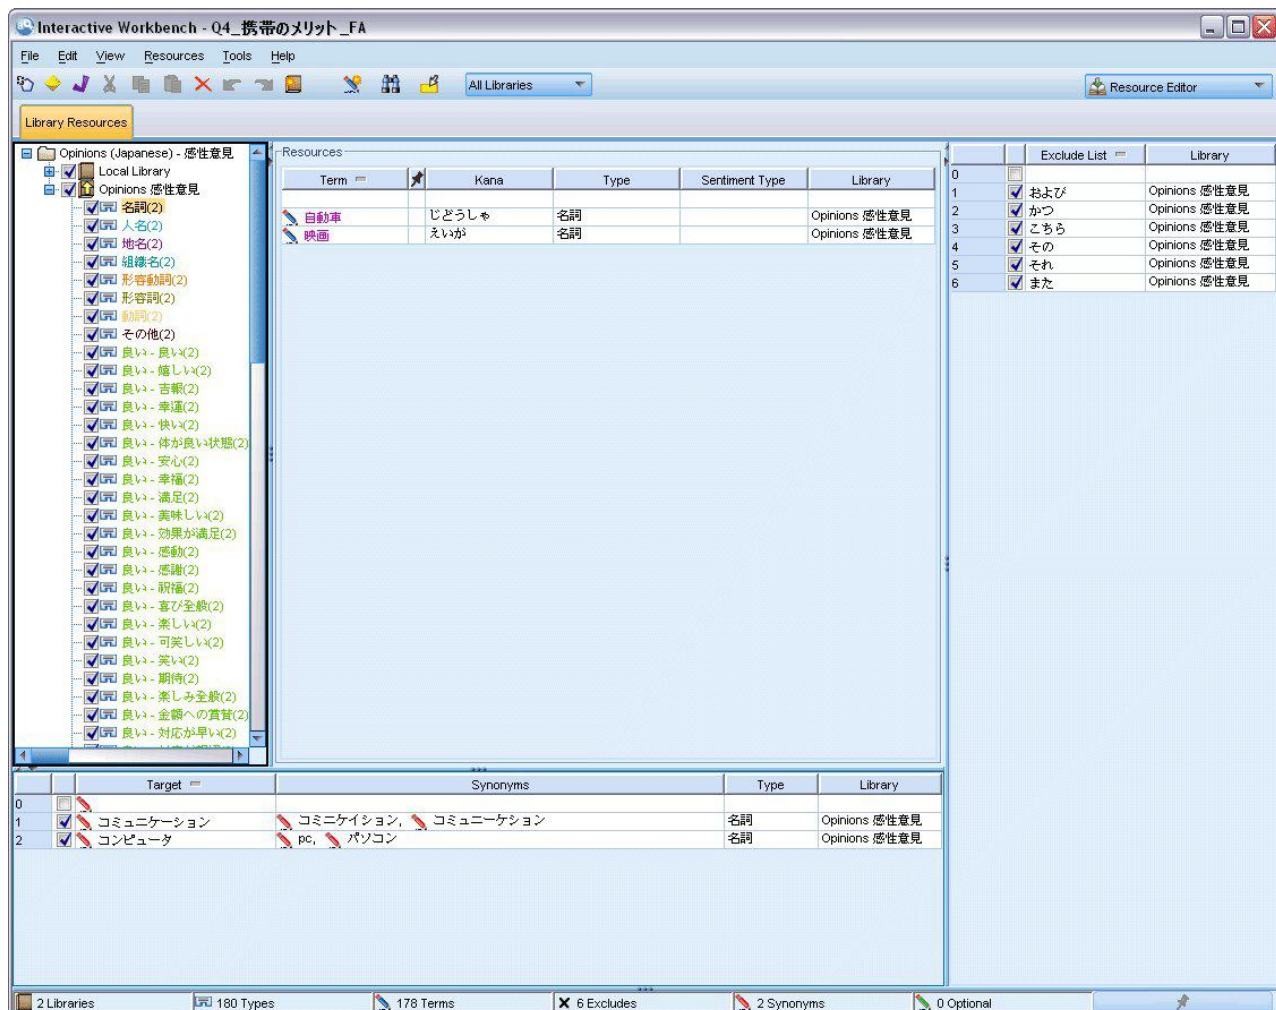 Interactive Workbench - Q4_携帯のメリット_FA
File Edit View Resources Tools Help
All Libraries
Resource Editor
Library Resources
Opinions (Japanese) - 感性意見
Local Library
Opinions 感性意見
名詞(2)
人名(2)
地名(2)
組織名(2)
形容動詞(2)
形容詞(2)
動詞(2)
その他(2)
良い - 良い(2)
良い - 嬉しい(2)
良い - 吉報(2)
良い - 幸運(2)
良い - 快い(2)
良い - 体が良い状態(2)
良い - 安心(2)
良い - 幸福(2)
良い - 満足(2)
良い - 美味しい(2)
良い - 効果が満足(2)
良い - 感動(2)
良い - 感謝(2)
良い - 祝福(2)
良い - 喜び全般(2)
良い - 楽しい(2)
良い - 可笑しい(2)
良い - 笑い(2)
良い - 期待(2)
良い - 楽しみ全般(2)
良い - 金額への賞賛(2)
良い - 対応が早い(2)
Resources
Term Kana Type Sentiment Type Library
自動車 じどうしゃ 名詞 Opinions 感性意見
映画 えいが 名詞 Opinions 感性意見
Exclude List Library
0
1 および Opinions 感性意見
2 かつ Opinions 感性意見
3 こちら Opinions 感性意見
4 その Opinions 感性意見
5 それ Opinions 感性意見
6 また Opinions 感性意見
Target Synonyms Type Library
0
1 コミュニケーション コミニケイション, コミュニーケション 名詞 Opinions 感性意見
2 コンピュータ pc, パソコン 名詞 Opinions 感性意見
2 Libraries 180 Types 178 Terms 6 Excludes 2 Synonyms 0 Optional